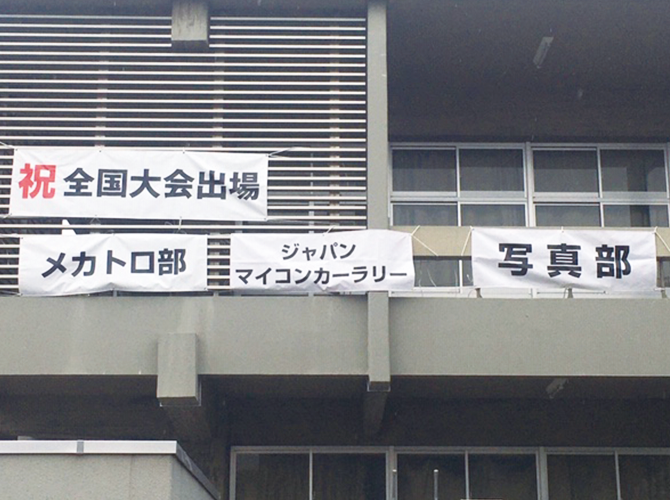 祝 全国大会出場
メカトロ部
ジャパン
マイコンカーラリー
写真部